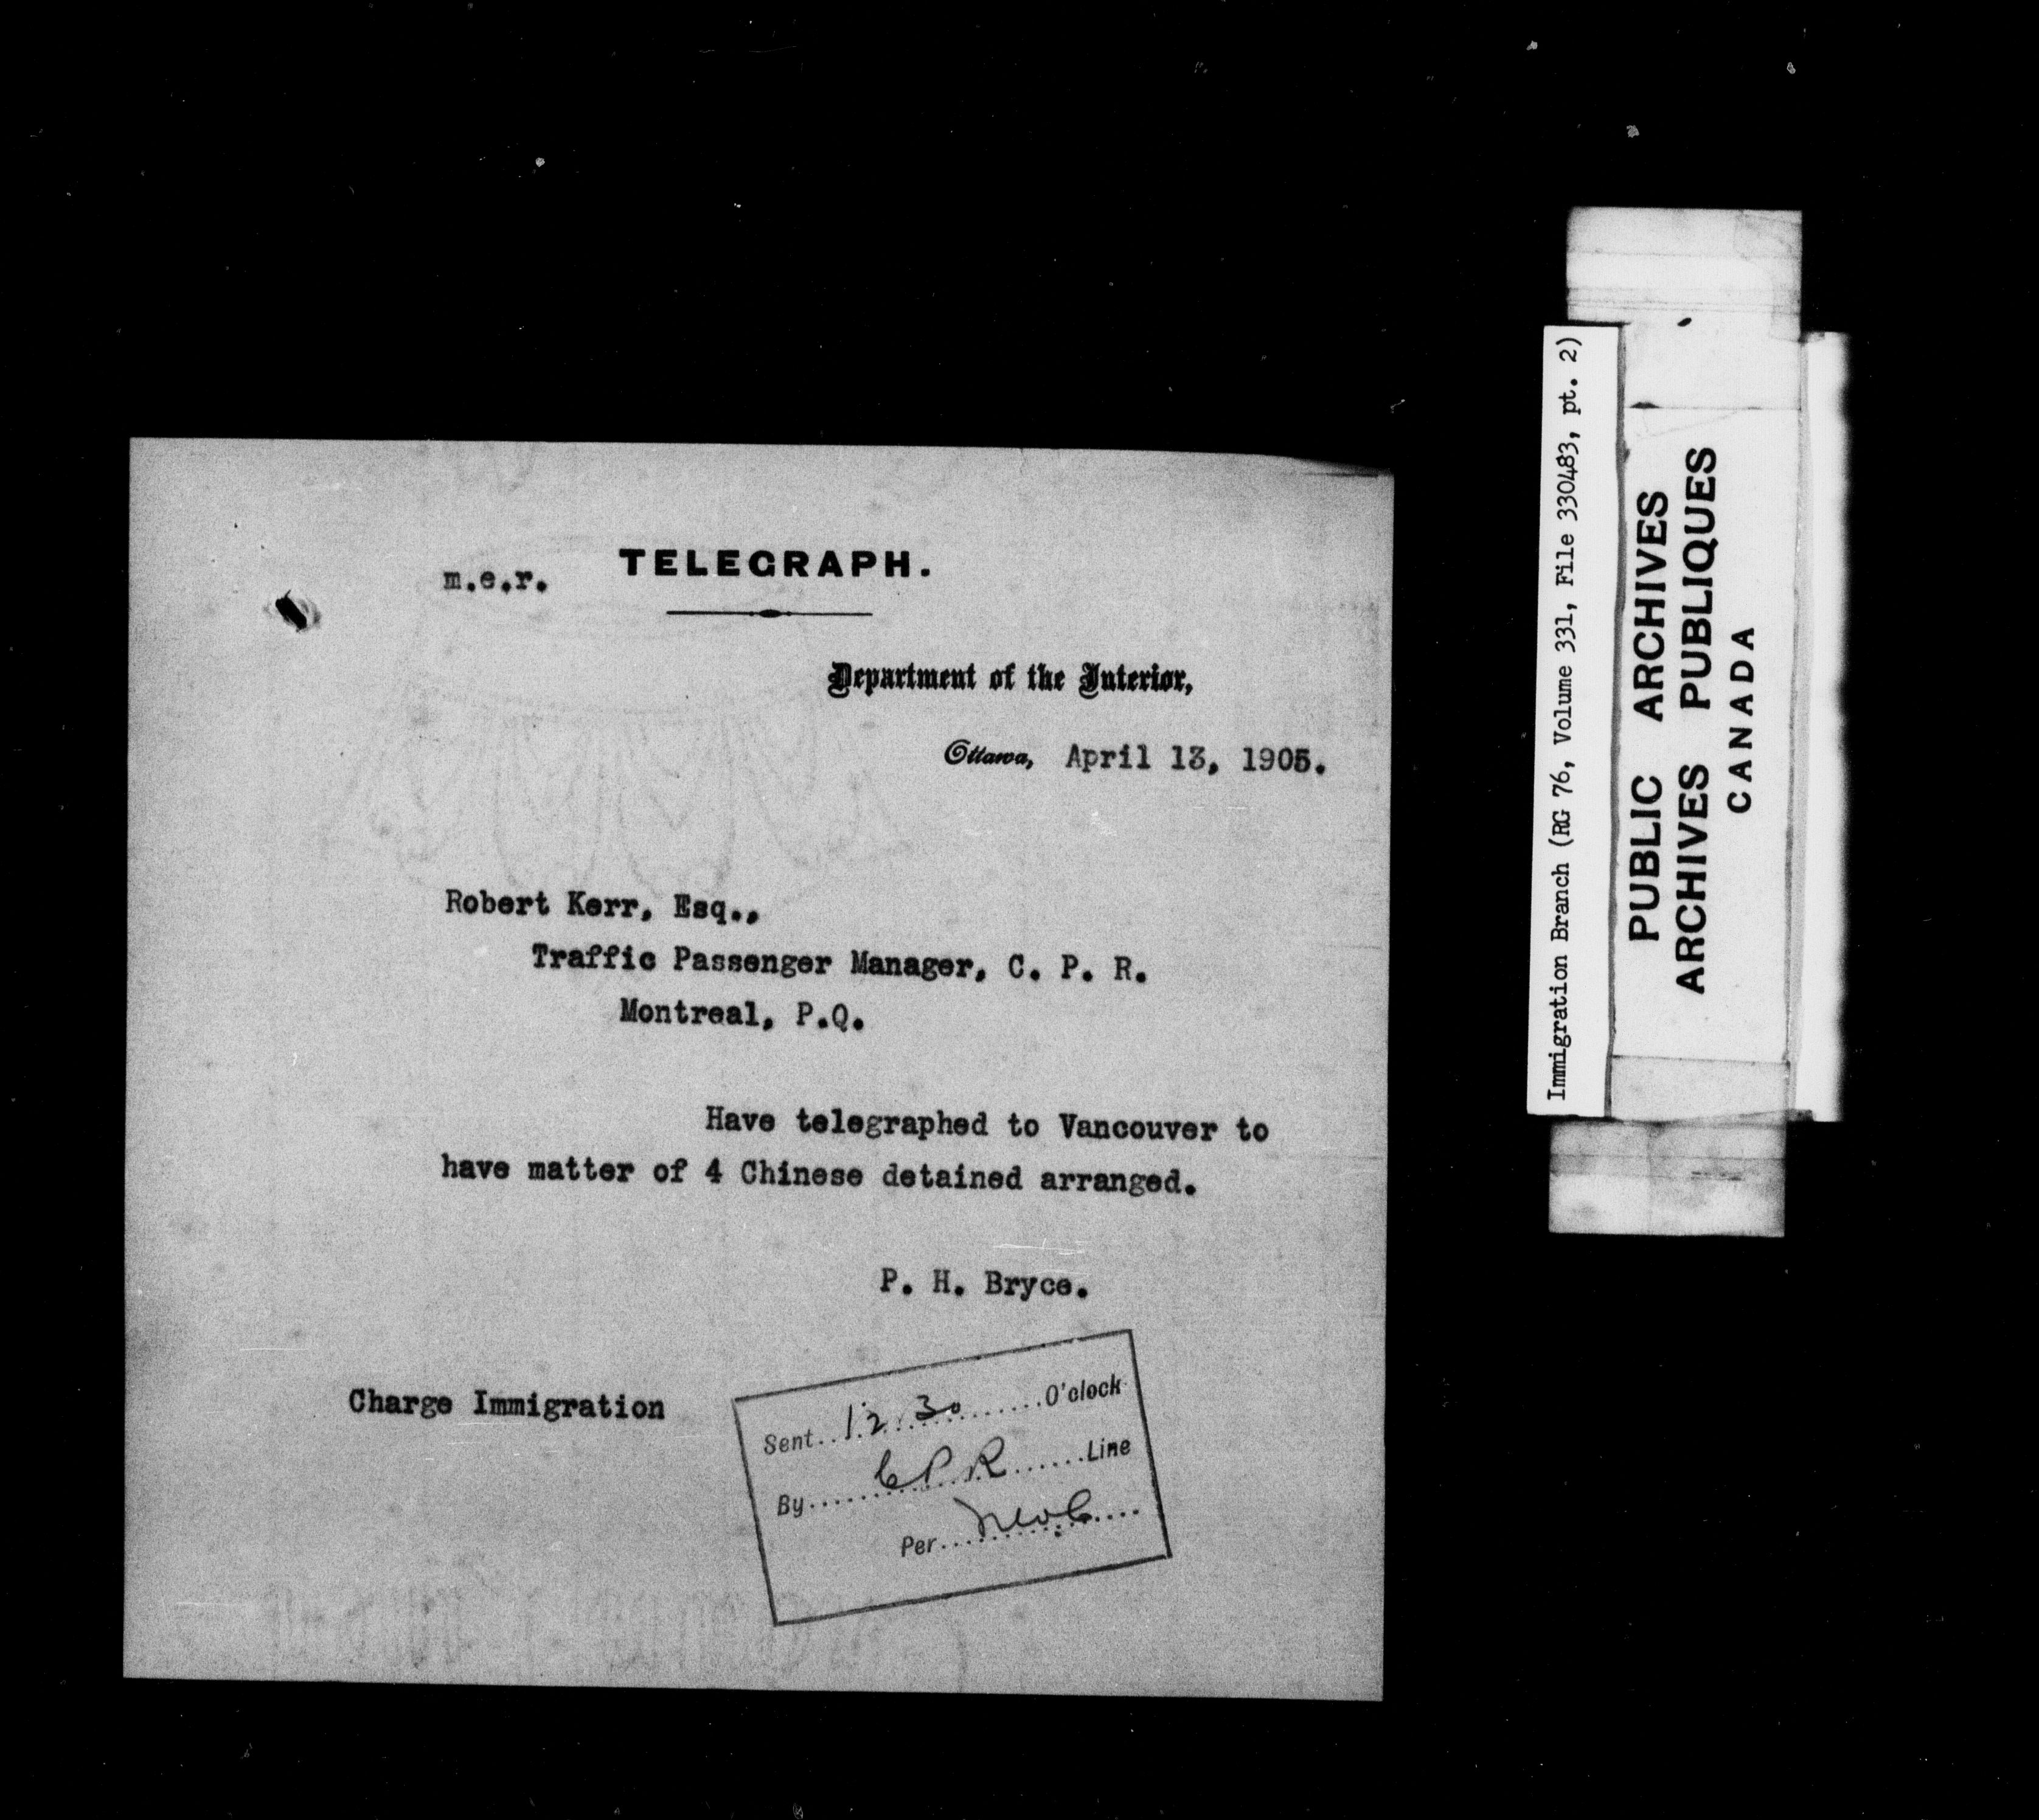 TELEGRAPH.
m.e.r.
Department of the Interior,
Ottawa, April 13, 1905.
Robert Kerr, Esq.,
Traffic Passenger Manager, C. P. R.
Montreal, P.Q.
Have telegraphed to Vancouver to
have matter of 4 Chinese detained arranged.
P. H. Bryce.
Charge Immigration
Sent 12.30 O'clock
By CPR Line
Per
Immigration Branch (RG 76, Volume 331, File 330483, pt. 2)
PUBLIC ARCHIVES
ARCHIVES PUBLIQUES
CANADA